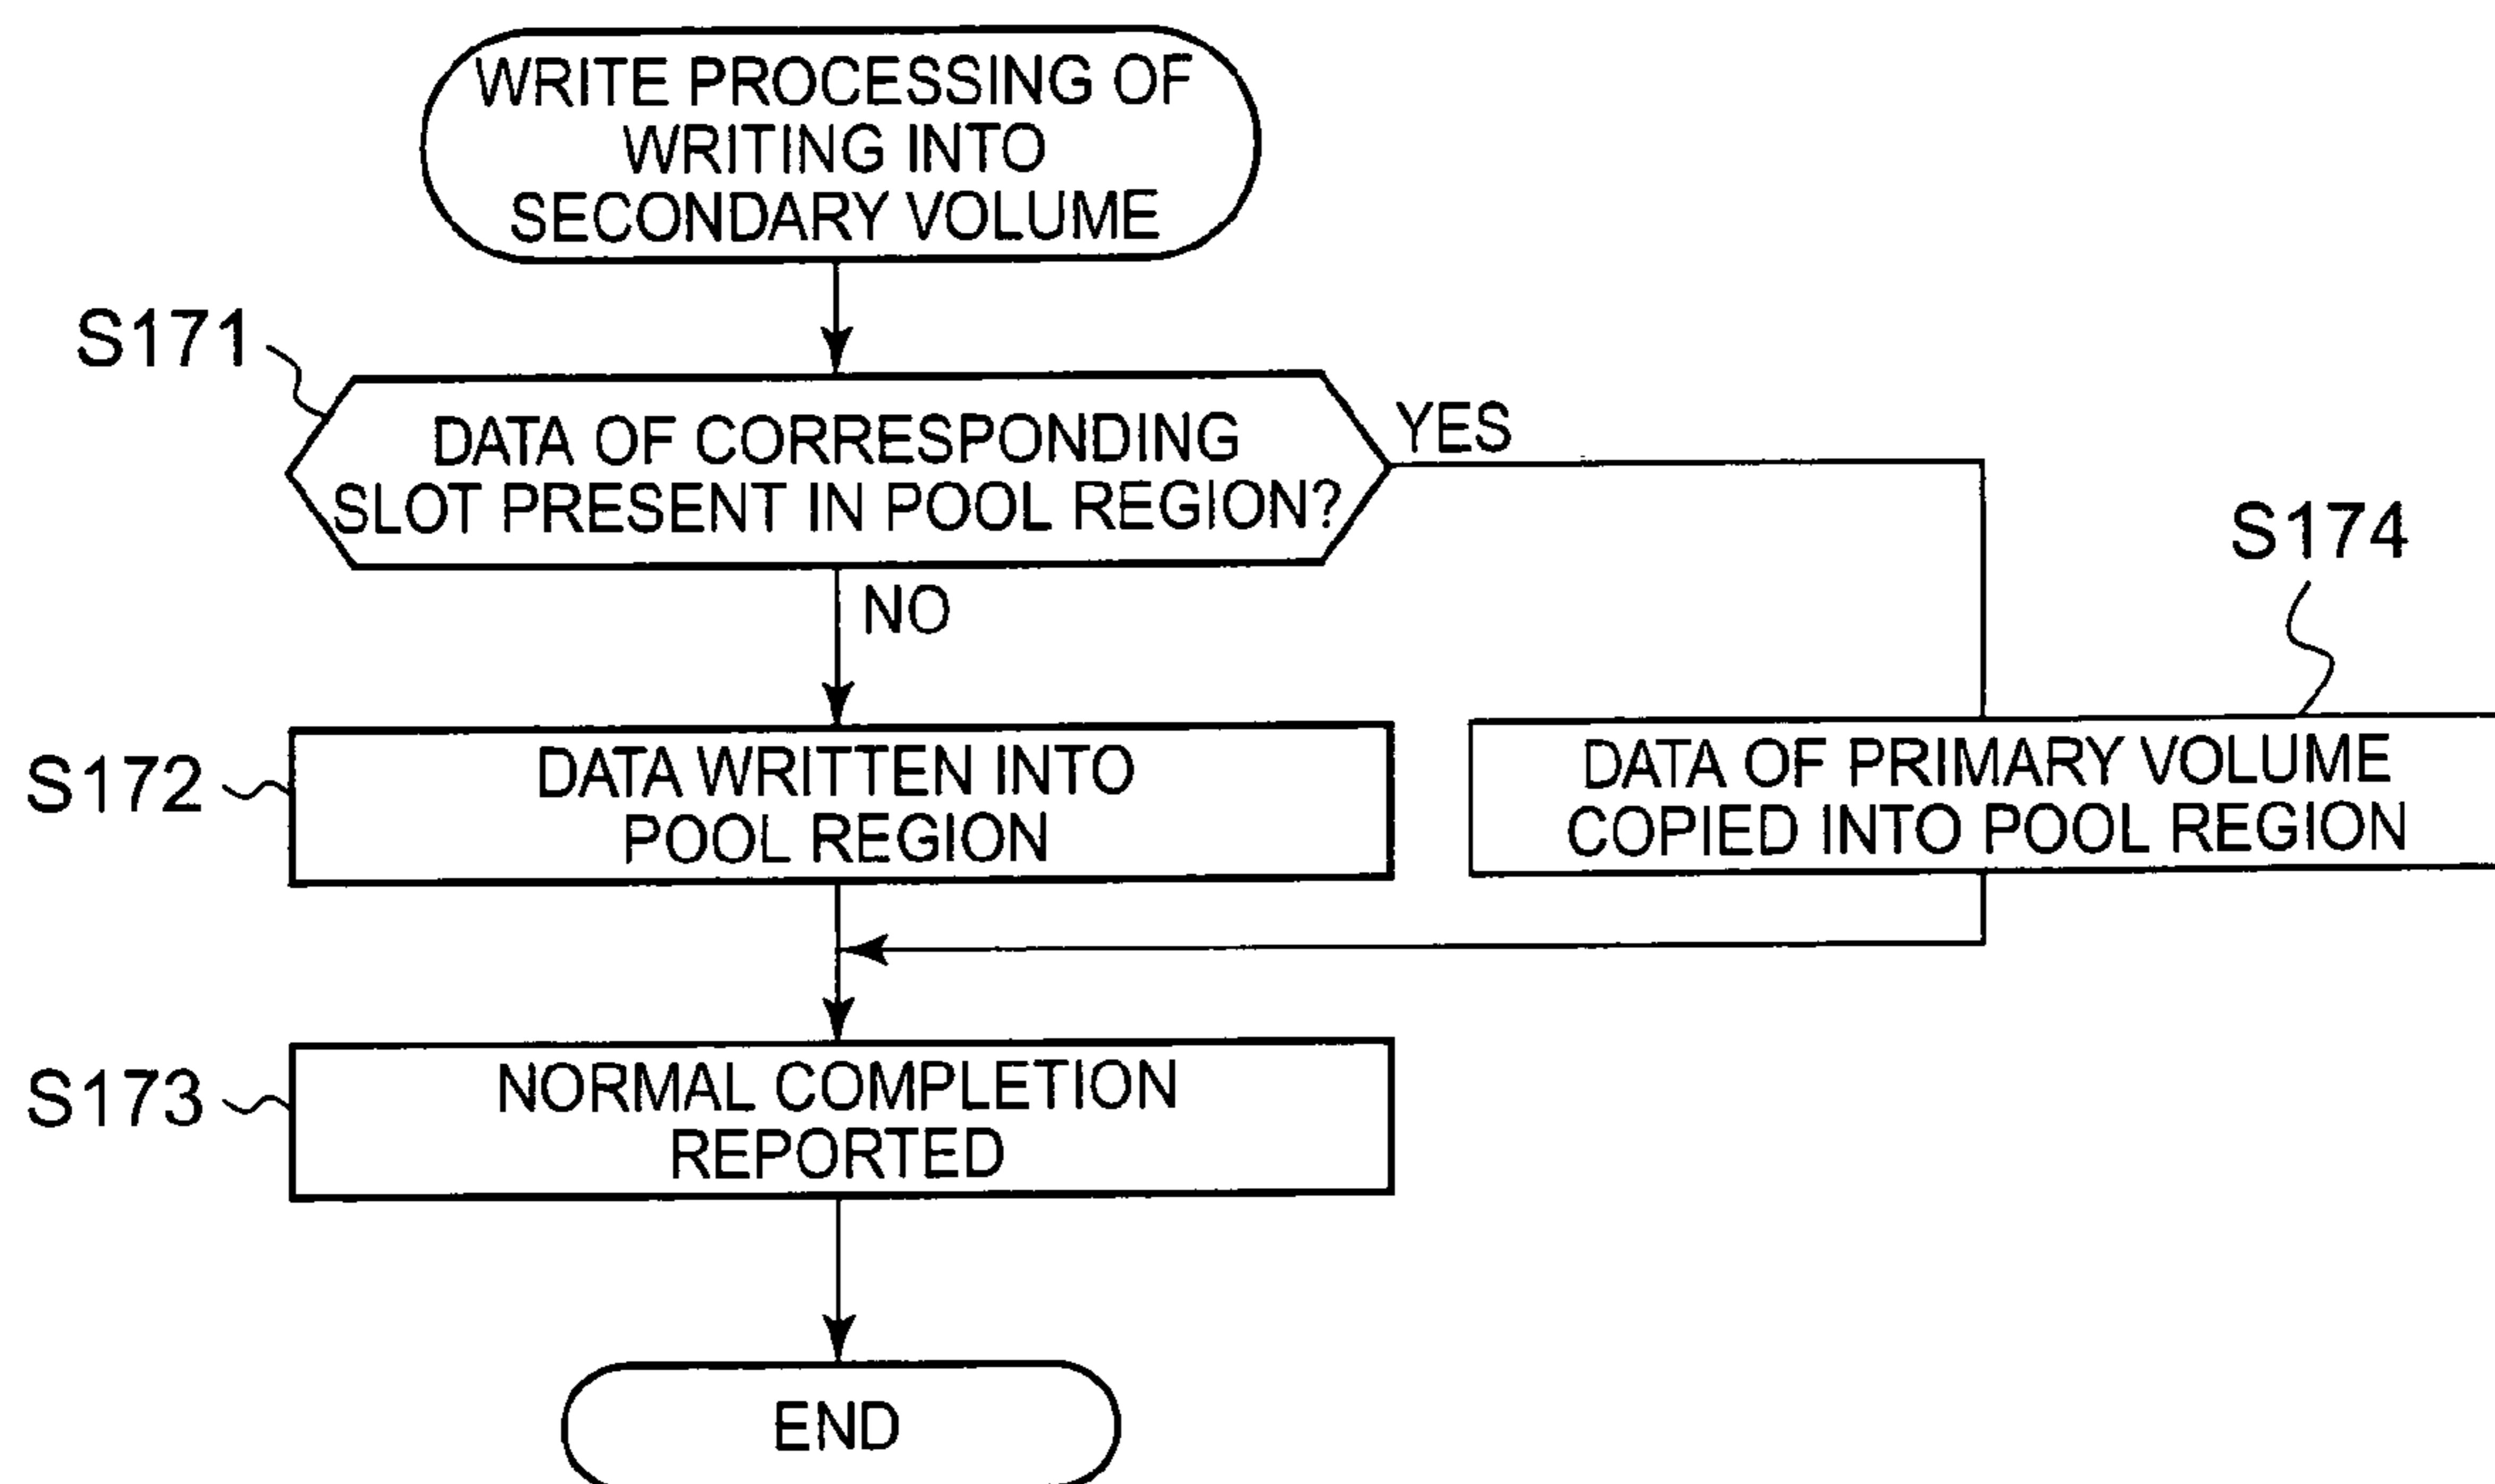 WRITE PROCESSING OF
WRITING INTO
SECONDARY VOLUME
S171
DATA OF CORRESPONDING
SLOT PRESENT IN POOL REGION?
YES
NO
S174
S172
DATA WRITTEN INTO
POOL REGION
DATA OF PRIMARY VOLUME
COPIED INTO POOL REGION
S173
NORMAL COMPLETION
REPORTED
END